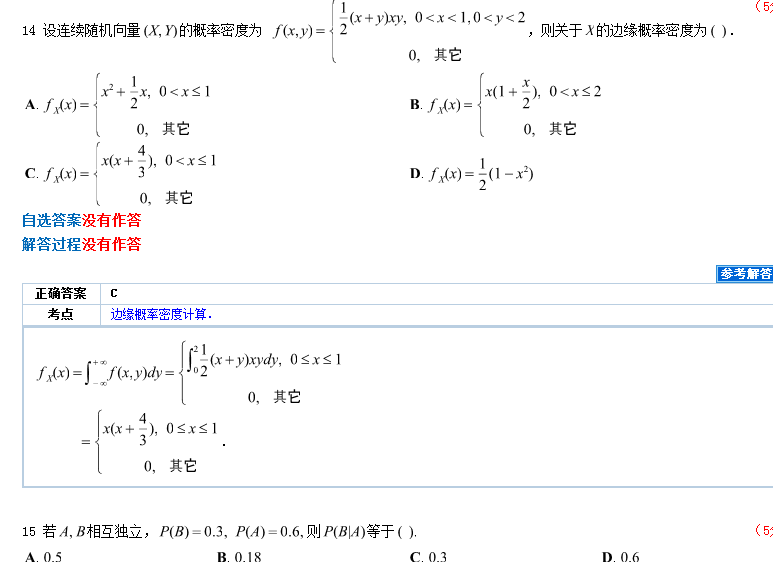 14 设连续随机向量 (X, Y) 的概率密度为 f(x, y) = { 1/2 (x + y)xy, 0 < x < 1, 0 < y < 2 ，则关于 X 的边缘概率密度为 ( ) .
0, 其它
A. f_X(x) = { x² + 1/2 x, 0 < x ≤ 1
0, 其它
B. f_X(x) = { x(1 + x/2), 0 < x ≤ 2
0, 其它
C. f_X(x) = { x(x + 4/3), 0 < x ≤ 1
0, 其它
D. f_X(x) = 1/2 (1 − x²)
自选答案没有作答
解答过程没有作答
参考解答
正确答案 C
考点 边缘概率密度计算.
f_X(x) = ∫_{−∞}^{+∞} f(x, y)dy = { ∫_0^2 1/2 (x + y)xydy, 0 ≤ x ≤ 1
0, 其它
= { x(x + 4/3), 0 ≤ x ≤ 1
0, 其它 .
15 若 A, B 相互独立，P(B) = 0.3, P(A) = 0.6, 则 P(B|A) 等于 ( ).
A. 0.5 B. 0.18 C. 0.3 D. 0.6